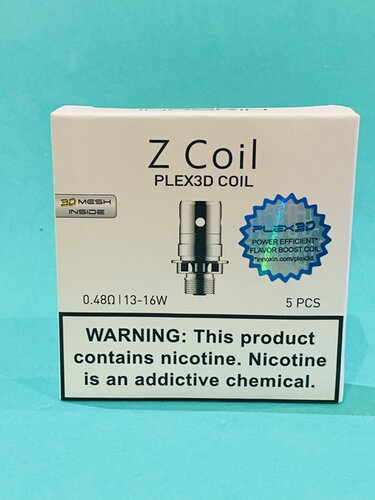 Z Coil
PLEX3D COIL
3D MESH
INSIDE
PLEX3D
POWER EFFICIENT*
FLAVOR BOOST COIL
*innokin.com/plex3d
0.48Ω|13-16W
5 PCS
WARNING: This product
contains nicotine. Nicotine
is an addictive chemical.